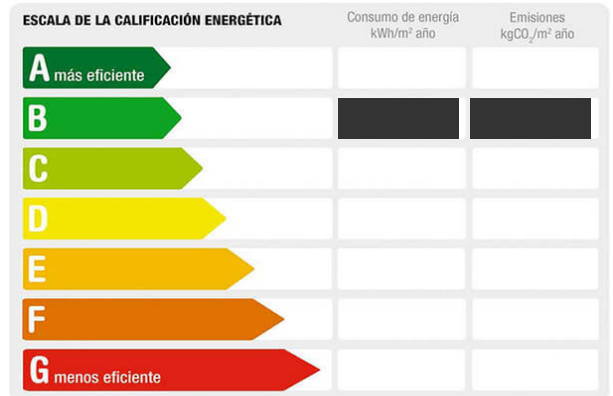 ESCALA DE LA CALIFICACIÓN ENERGÉTICA
Consumo de energía
kWh/m² año
Emisiones
kgCO₂/m² año
A más eficiente
B
C
D
E
F
G menos eficiente